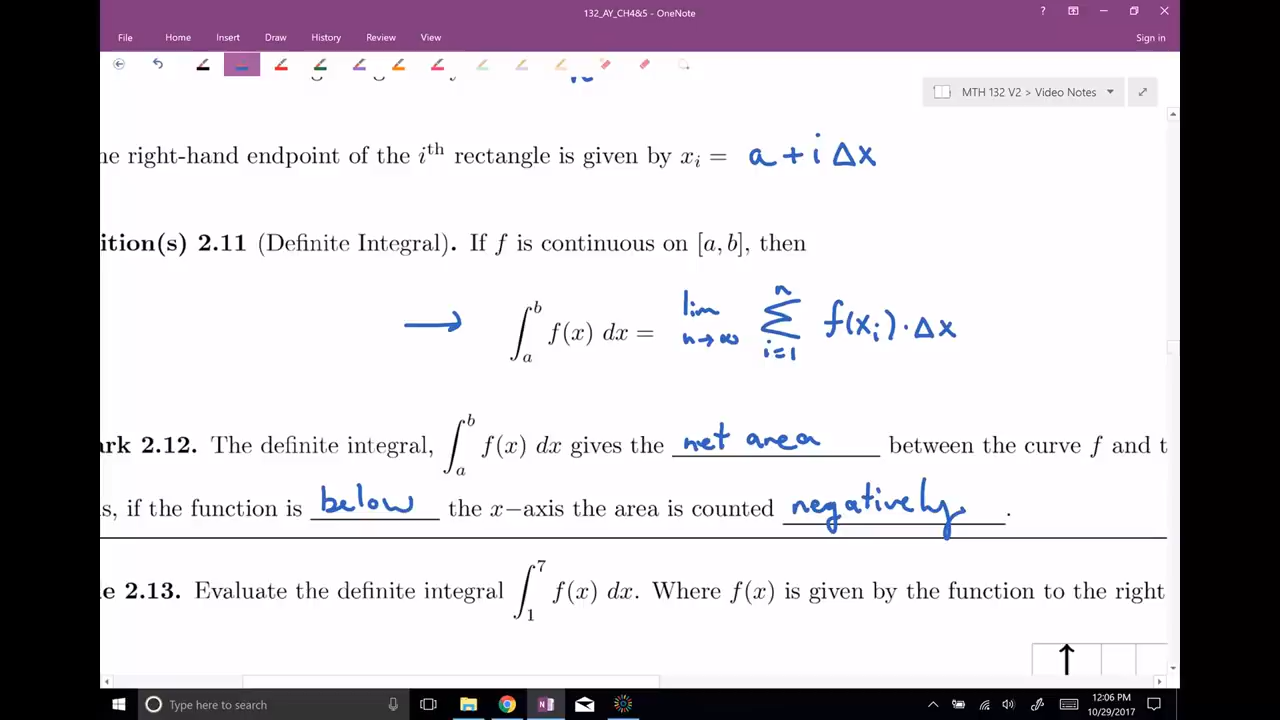 132_AY_CH4&5 - OneNote
?
File Home Insert Draw History Review View Sign in
MTH 132 V2 > Video Notes
he right-hand endpoint of the i^th rectangle is given by x_i = a + i Δx
ition(s) 2.11 (Definite Integral). If f is continuous on [a, b], then
→ ∫_a^b f(x) dx = lim_{n→∞} ∑_{i=1}^n f(x_i)·Δx
ark 2.12. The definite integral, ∫_a^b f(x) dx gives the net area between the curve f and t
s, if the function is below the x−axis the area is counted negatively.
e 2.13. Evaluate the definite integral ∫_1^7 f(x) dx. Where f(x) is given by the function to the right
Type here to search
12:06 PM
10/29/2017